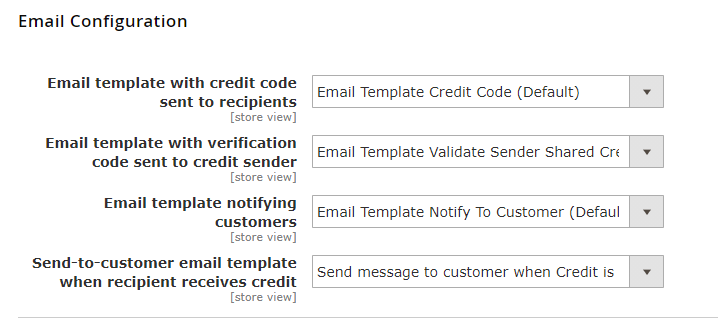 Email Configuration
Email template with credit code
sent to recipients
[store view]
Email Template Credit Code (Default)
Email template with verification
code sent to credit sender
[store view]
Email Template Validate Sender Shared Cre
Email template notifying
customers
[store view]
Email Template Notify To Customer (Defaul
Send-to-customer email template
when recipient receives credit
[store view]
Send message to customer when Credit is